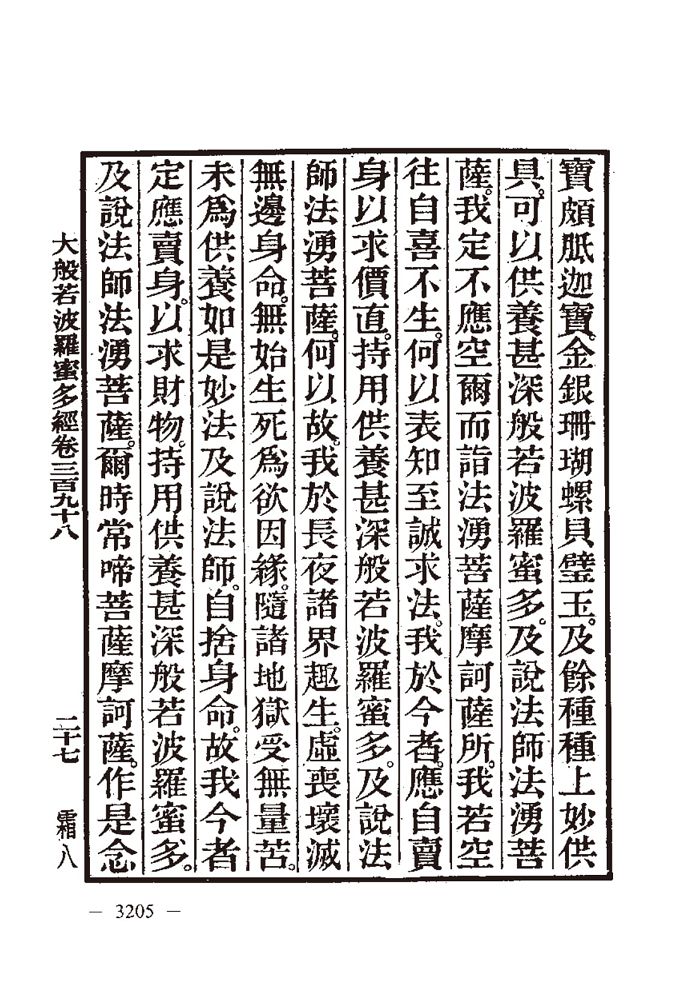 寶頗胝迦寶。金銀珊瑚螺貝璧玉。及餘種種上妙供
具。可以供養甚深般若波羅蜜多。及說法師法湧菩
薩。我定不應空爾而詣法湧菩薩摩訶薩所。我若空
往自喜不生。何以表知至誠求法。我於今者。應自賣
身以求價直。持用供養甚深般若波羅蜜多。及說法
師法湧菩薩。何以故。我於長夜諸界趣生。虛喪壞滅
無邊身命。無始生死為欲因緣。隨諸地獄受無量苦。
未為供養如是妙法及說法師。自捨身命。故我今者
定應賣身。以求財物。持用供養甚深般若波羅蜜多。
及說法師法湧菩薩。爾時常啼菩薩摩訶薩。作是念
大般若波羅蜜多經卷三百九十八 二十七 霜八
— 3205 —